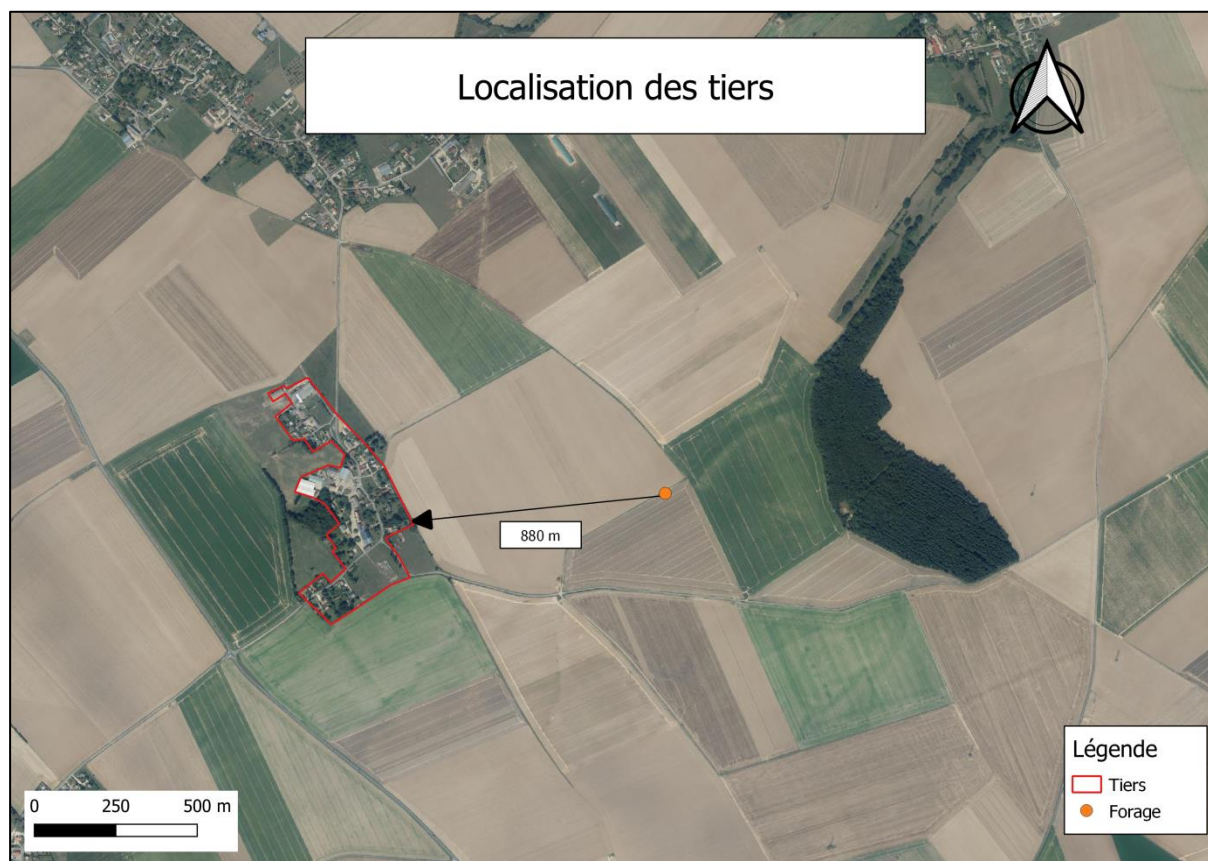 Localisation des tiers
880 m
Légende
Tiers
Forage
0 250 500 m